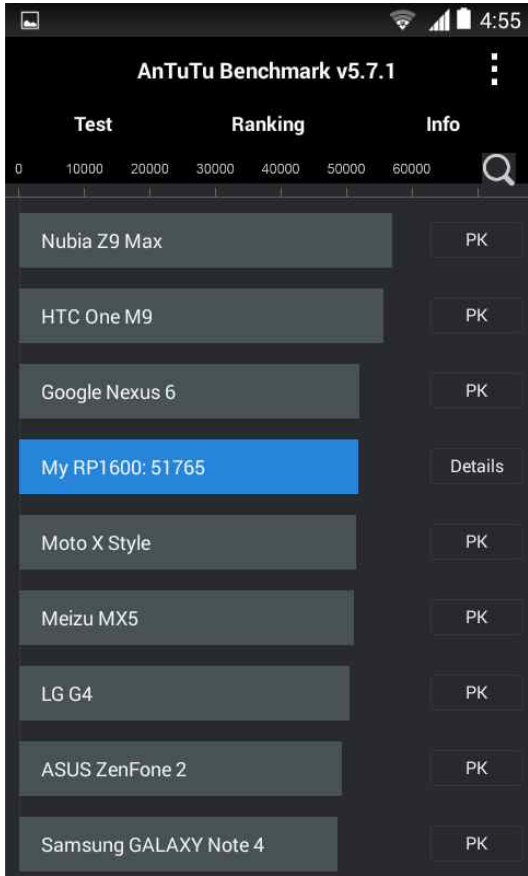 4:55
AnTuTu Benchmark v5.7.1
Test Ranking Info
0 10000 20000 30000 40000 50000 60000
Nubia Z9 Max PK
HTC One M9 PK
Google Nexus 6 PK
My RP1600: 51765 Details
Moto X Style PK
Meizu MX5 PK
LG G4 PK
ASUS ZenFone 2 PK
Samsung GALAXY Note 4 PK